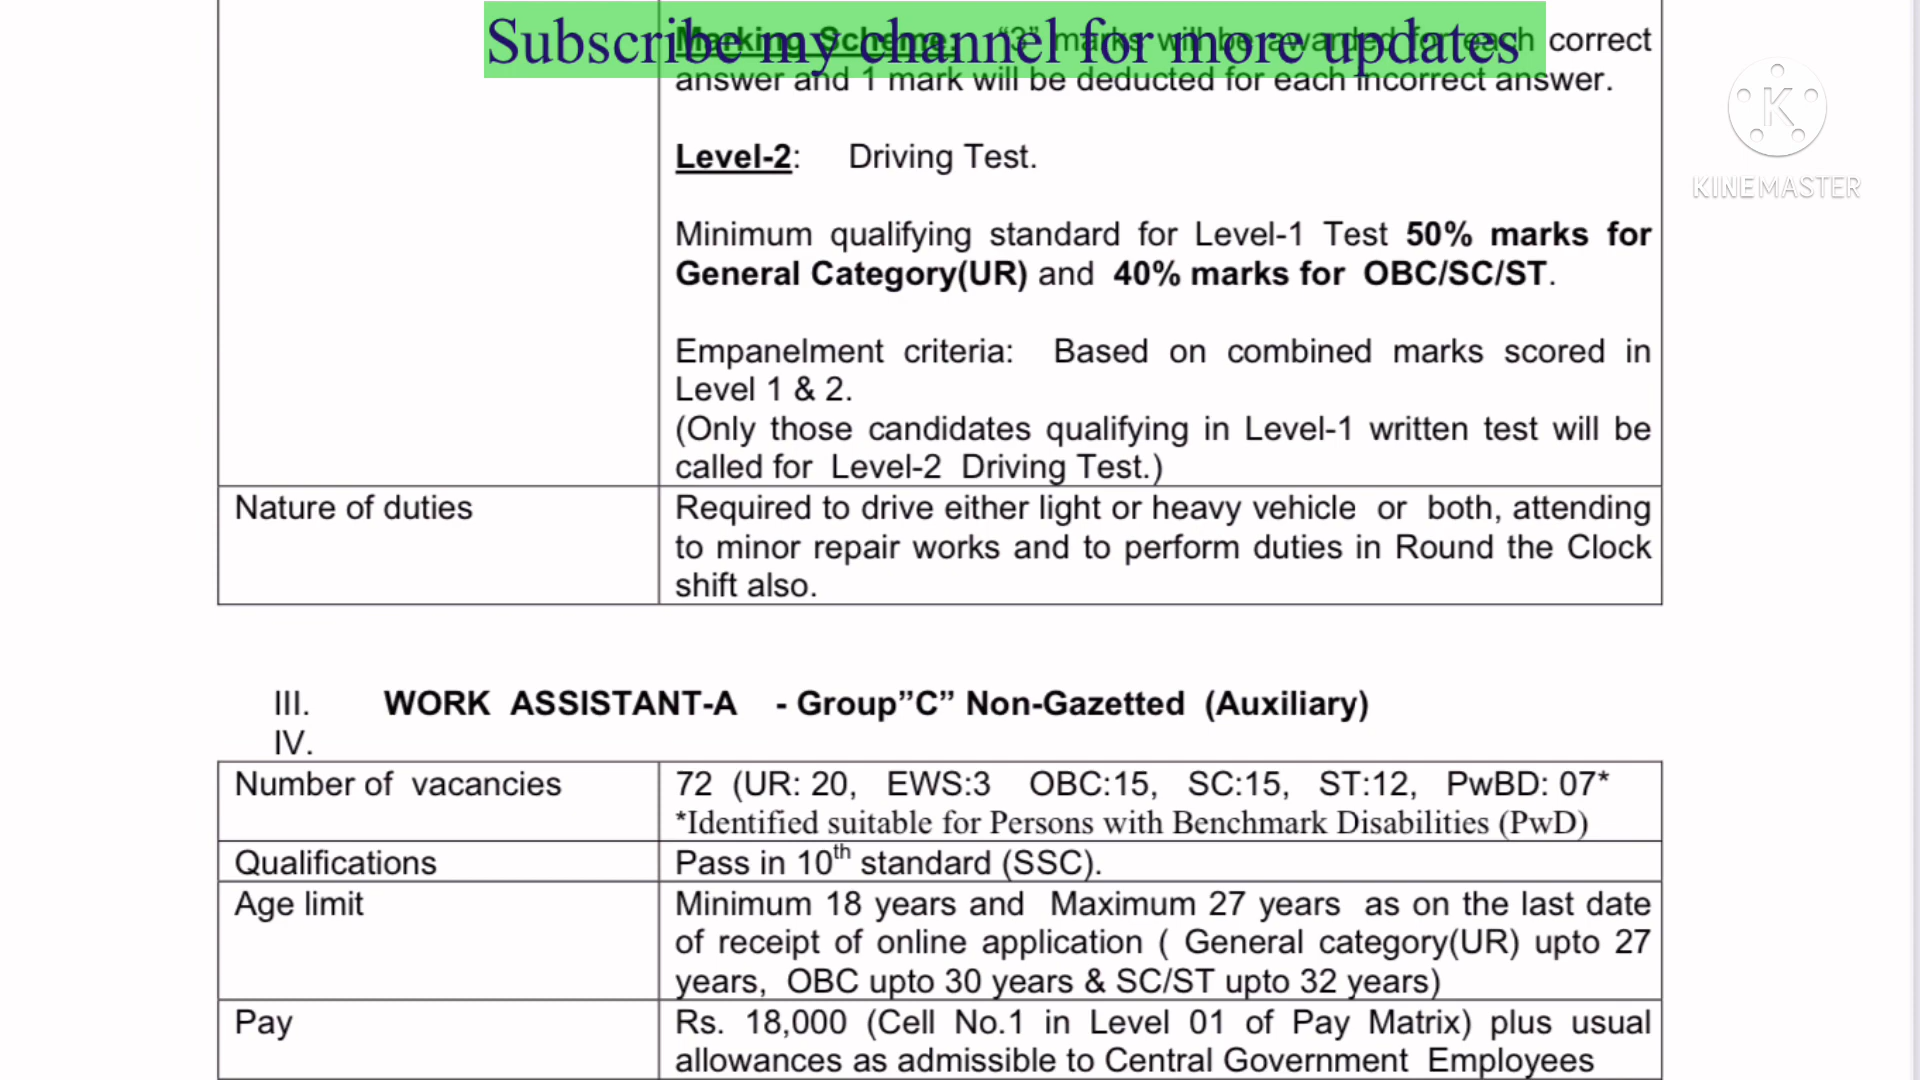 Subscribe my channel for more updates
Marking Scheme: “3” marks will be awarded for each correct
answer and 1 mark will be deducted for each incorrect answer.
KINEMASTER
Level-2: Driving Test.
Minimum qualifying standard for Level-1 Test 50% marks for
General Category(UR) and 40% marks for OBC/SC/ST.
Empanelment criteria: Based on combined marks scored in
Level 1 & 2.
(Only those candidates qualifying in Level-1 written test will be
called for Level-2 Driving Test.)
Nature of duties
Required to drive either light or heavy vehicle or both, attending
to minor repair works and to perform duties in Round the Clock
shift also.
III. WORK ASSISTANT-A - Group”C” Non-Gazetted (Auxiliary)
IV.
Number of vacancies
72 (UR: 20, EWS:3 OBC:15, SC:15, ST:12, PwBD: 07*
*Identified suitable for Persons with Benchmark Disabilities (PwD)
Qualifications
Pass in 10th standard (SSC).
Age limit
Minimum 18 years and Maximum 27 years as on the last date
of receipt of online application ( General category(UR) upto 27
years, OBC upto 30 years & SC/ST upto 32 years)
Pay
Rs. 18,000 (Cell No.1 in Level 01 of Pay Matrix) plus usual
allowances as admissible to Central Government Employees